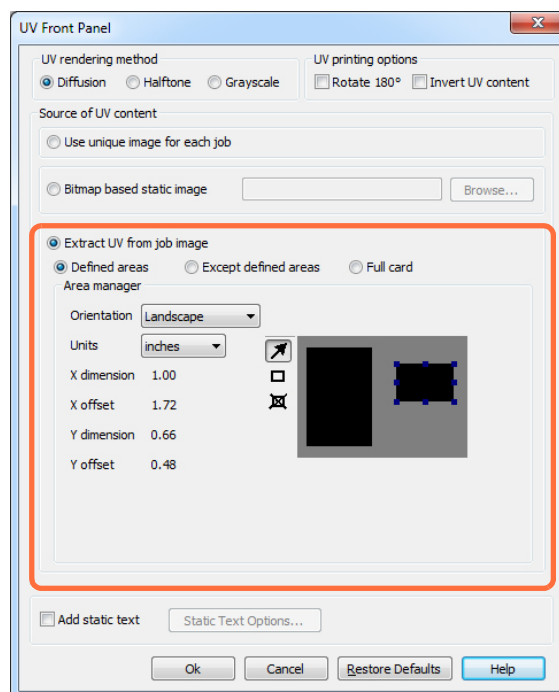 UV Front Panel
UV rendering method
Diffusion Halftone Grayscale
UV printing options
Rotate 180° Invert UV content
Source of UV content
Use unique image for each job
Bitmap based static image Browse...
Extract UV from job image
Defined areas Except defined areas Full card
Area manager
Orientation Landscape
Units inches
X dimension 1.00
X offset 1.72
Y dimension 0.66
Y offset 0.48
Add static text Static Text Options...
Ok Cancel Restore Defaults Help